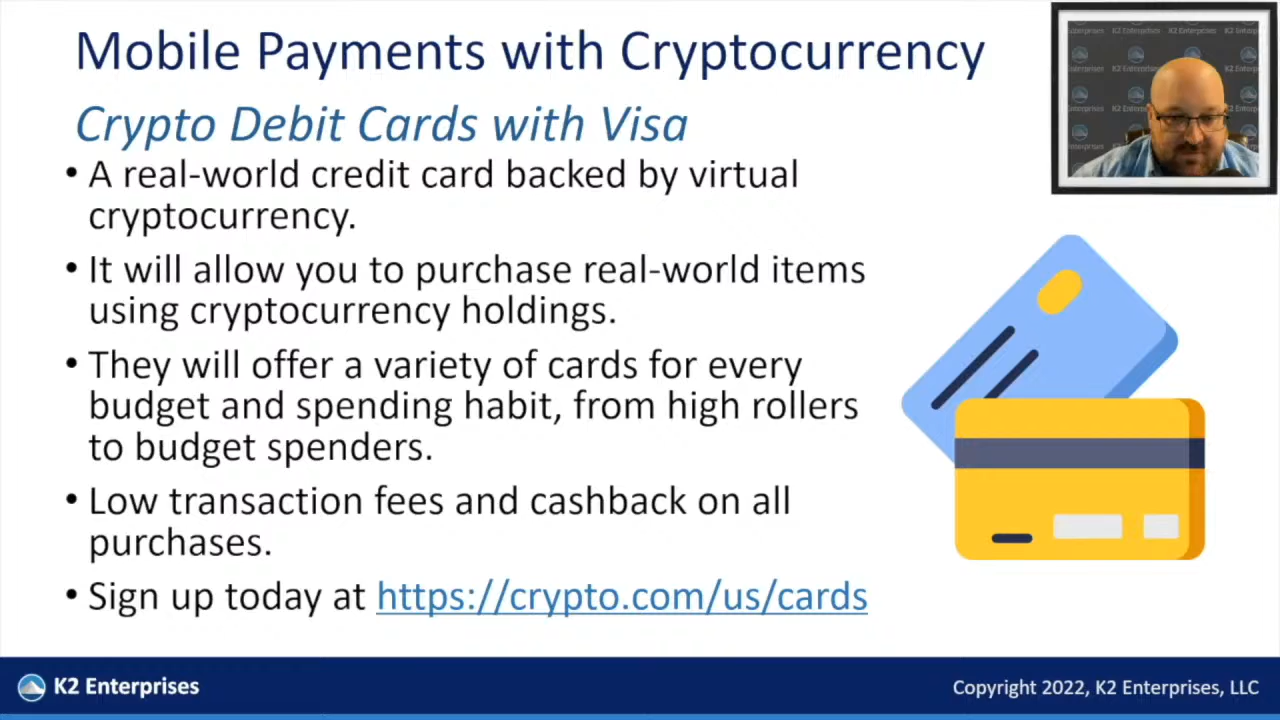 Mobile Payments with Cryptocurrency
Crypto Debit Cards with Visa
• A real-world credit card backed by virtual
cryptocurrency.
• It will allow you to purchase real-world items
using cryptocurrency holdings.
• They will offer a variety of cards for every
budget and spending habit, from high rollers
to budget spenders.
• Low transaction fees and cashback on all
purchases.
• Sign up today at https://crypto.com/us/cards
K2 Enterprises
Copyright 2022, K2 Enterprises, LLC